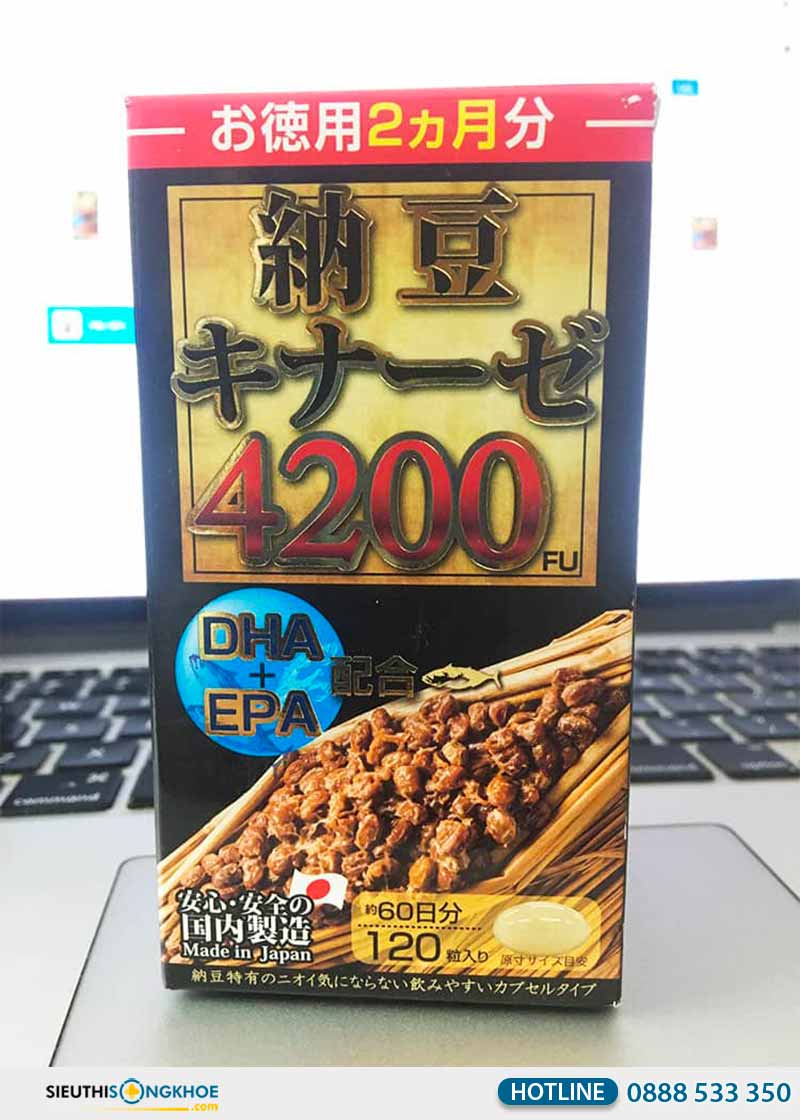 お徳用2ヵ月分
納豆
キナーゼ
4200
FU
DHA
+
EPA
配合
安心・安全の
国内製造
Made in Japan
約60日分
120粒入り
原寸サイズ目安
納豆特有のニオイ気にならない飲みやすいカプセルタイプ
command
SIEUTHISONGKHOE
.com
HOTLINE 0888 533 350